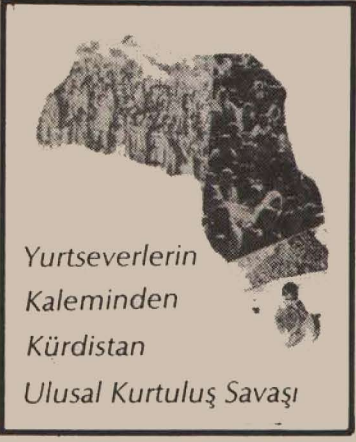 Yurtseverlerin
Kaleminden
Kürdistan
Ulusal Kurtuluş Savaşı